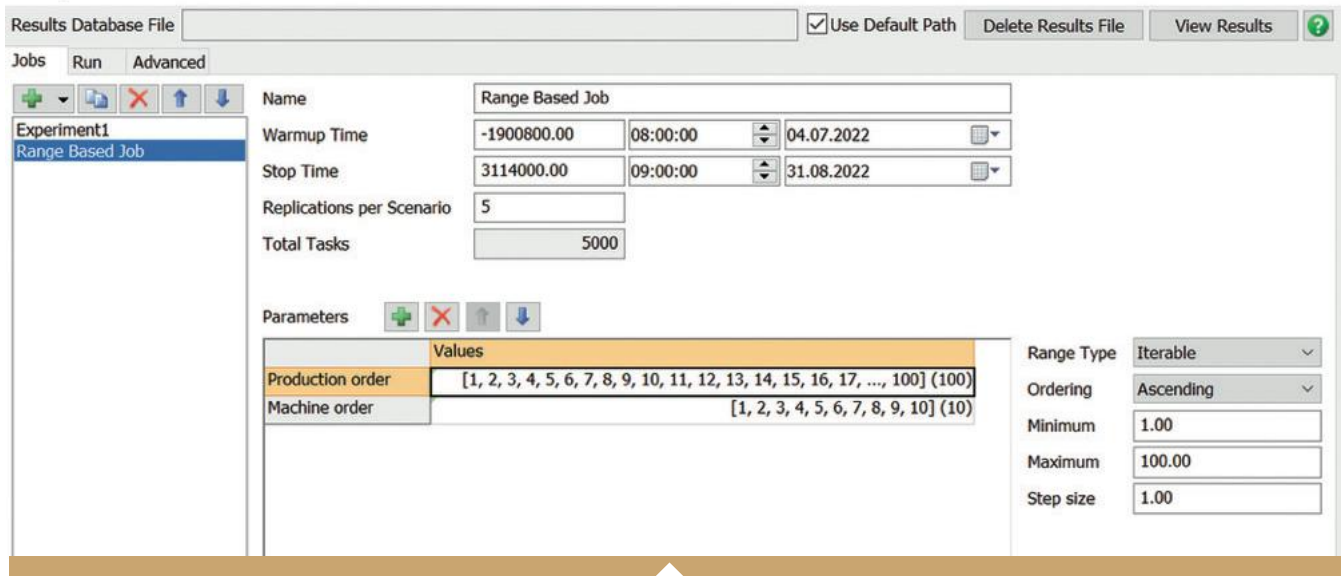 Results Database File Use Default Path Delete Results File View Results ?
Jobs Run Advanced
Experiment1
Range Based Job
Name Range Based Job
Warmup Time -1900800.00 08:00:00 04.07.2022
Stop Time 3114000.00 09:00:00 31.08.2022
Replications per Scenario 5
Total Tasks 5000
Parameters
Values
Production order [1, 2, 3, 4, 5, 6, 7, 8, 9, 10, 11, 12, 13, 14, 15, 16, 17, ..., 100] (100)
Machine order [1, 2, 3, 4, 5, 6, 7, 8, 9, 10] (10)
Range Type Iterable
Ordering Ascending
Minimum 1.00
Maximum 100.00
Step size 1.00